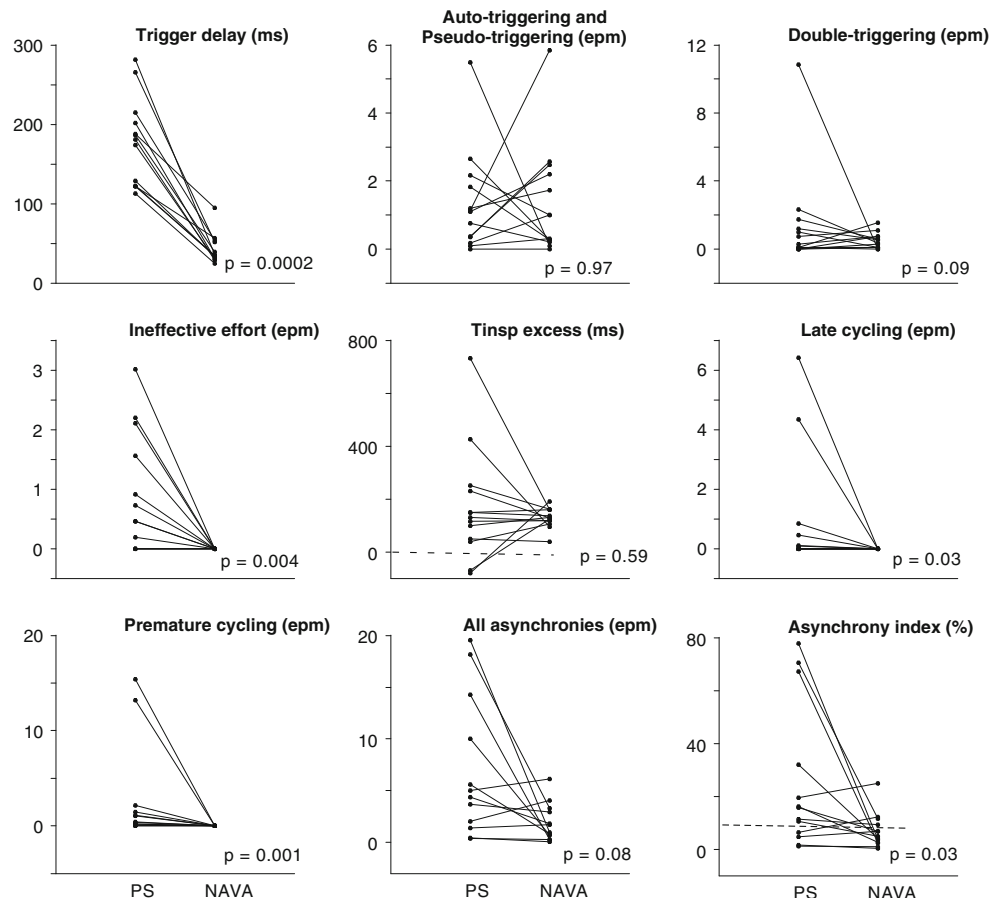 Trigger delay (ms)
300
200
100
0
p = 0.0002
Auto-triggering and
Pseudo-triggering (epm)
6
4
2
0
p = 0.97
Double-triggering (epm)
12
8
4
0
p = 0.09
Ineffective effort (epm)
3
2
1
0
p = 0.004
Tinsp excess (ms)
800
400
0
p = 0.59
Late cycling (epm)
6
4
2
0
p = 0.03
Premature cycling (epm)
20
10
0
p = 0.001
PS NAVA
All asynchronies (epm)
20
10
0
p = 0.08
PS NAVA
Asynchrony index (%)
80
40
0
p = 0.03
PS NAVA